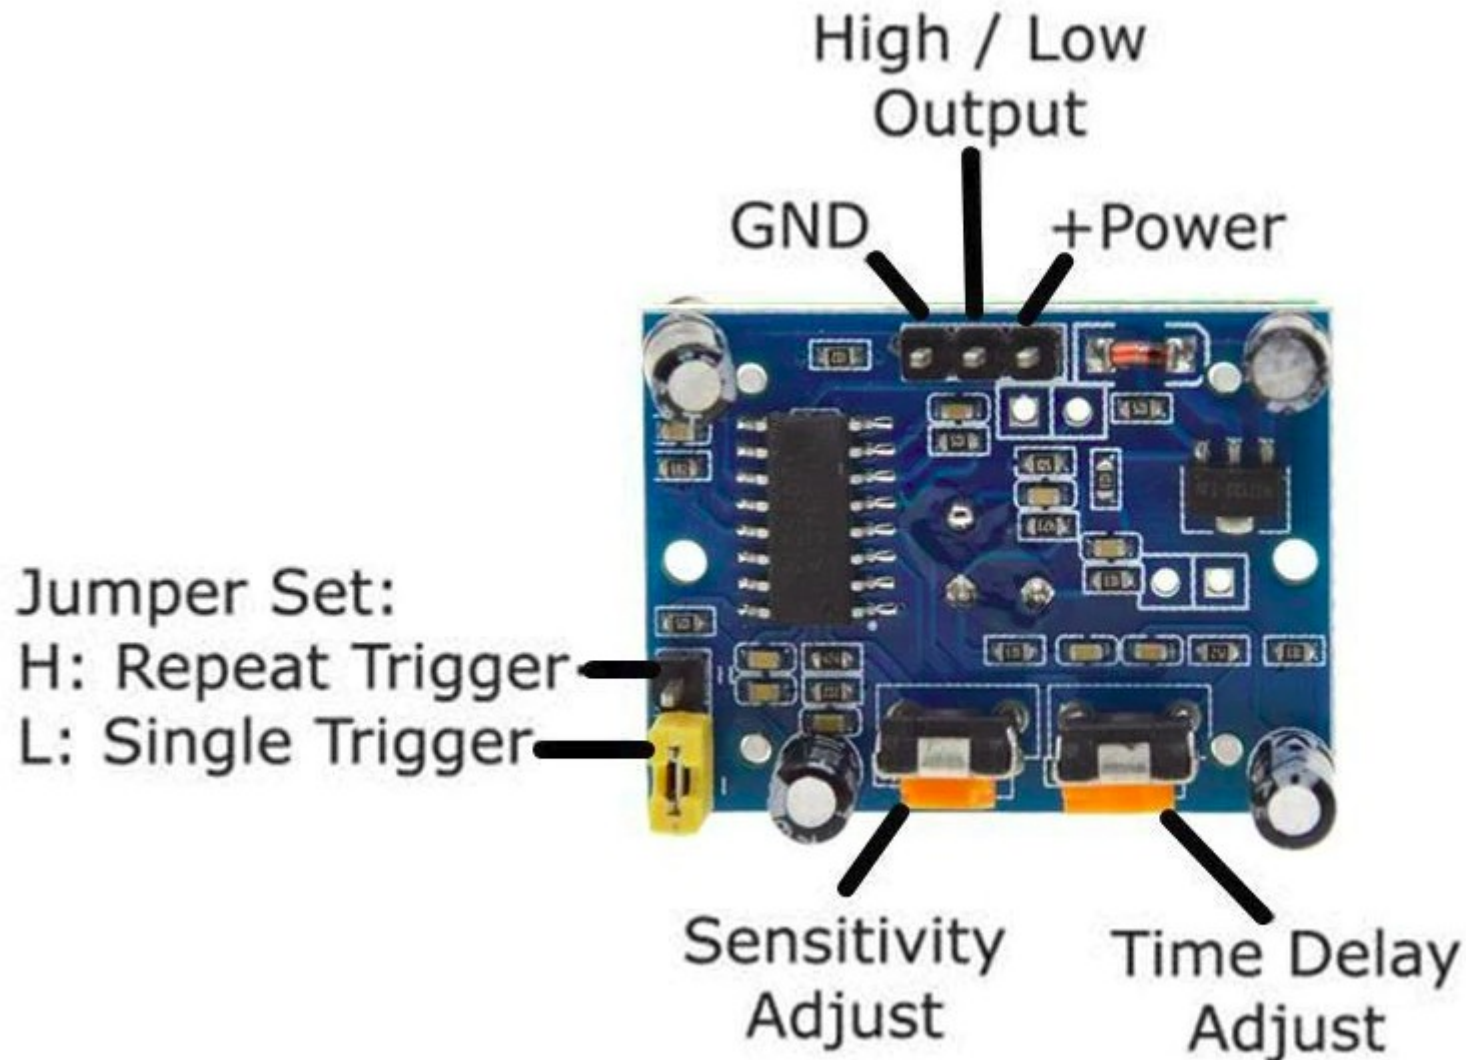 High / Low
Output
GND
+Power
Jumper Set:
H: Repeat Trigger
L: Single Trigger
Sensitivity
Adjust
Time Delay
Adjust